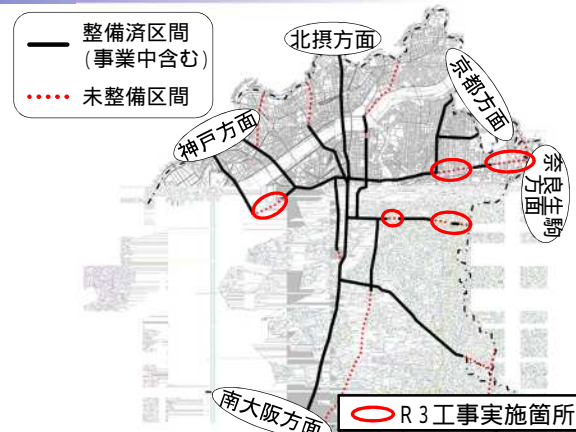 整備済区間
(事業中含む)
未整備区間
北摂方面
京都方面
神戸方面
奈良生駒
方面
南大阪方面
R3工事実施箇所